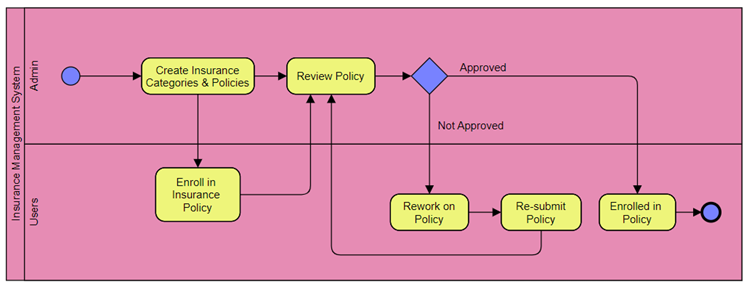 Insurance Management System
Admin
Create Insurance
Categories & Policies
Review Policy
Approved
Not Approved
Users
Enroll in
Insurance
Policy
Rework on
Policy
Re-submit
Policy
Enrolled in
Policy